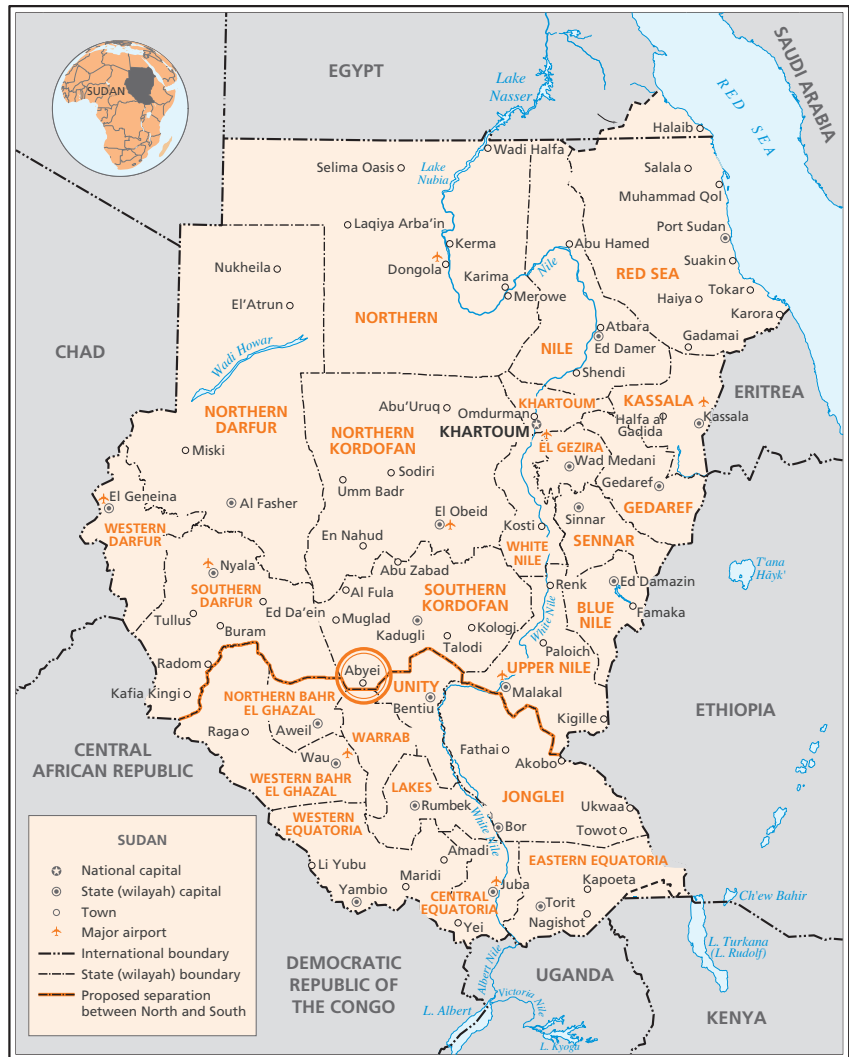 EGYPT
Lake
Nasser
SAUDI ARABIA
RED SEA
SUDAN
Halaib
Wadi Halfa
Selima Oasis
Lake
Nubia
Salala
Muhammad Qol
Laqiya Arba'in
Port Sudan
Kerma
Abu Hamed
Suakin
Nukheila
Dongola
Nile
RED SEA
Karima
Tokar
El'Atrun
Merowe
Haiya
Karora
NORTHERN
Atbara
Gadamai
Ed Damer
NILE
CHAD
Wadi Howar
Shendi
ERITREA
KHARTOUM
KASSALA
NORTHERN
DARFUR
Abu'Uruq
Omdurman
Halfa al
Gadida
Kassala
NORTHERN
KORDOFAN
KHARTOUM
EL GEZIRA
Miski
Wad Medani
Sodiri
Gedaref
Umm Badr
El Geneina
Al Fasher
El Obeid
Sinnar
GEDAREF
WESTERN
DARFUR
Kosti
SENNAR
En Nahud
WHITE
NILE
Abu Zabad
T'ana
Hāyk'
Nyala
SOUTHERN
DARFUR
Al Fula
SOUTHERN
KORDOFAN
Renk
Ed Damazin
BLUE
NILE
Famaka
Ed Da'ein
Tullus
Muglad
Kologi
White Nile
Buram
Kadugli
Talodi
Paloich
Radom
Abyei
UPPER NILE
Kafia Kingi
NORTHERN BAHR
EL GHAZAL
UNITY
Malakal
Bentiu
ETHIOPIA
Kigille
Raga
Aweil
WARRAB
CENTRAL
AFRICAN REPUBLIC
Fathai
Akobo
Wau
WESTERN BAHR
EL GHAZAL
LAKES
JONGLEI
Rumbek
Ukwaa
WESTERN
EQUATORIA
White Nile
Bor
Towot
Amadi
EASTERN EQUATORIA
Li Yubu
Maridi
Juba
Kapoeta
Yambio
CENTRAL
EQUATORIA
Torit
Nagishot
Ch'ew Bahir
Yei
L. Turkana
(L. Rudolf)
DEMOCRATIC
REPUBLIC OF
THE CONGO
Albert Nile
UGANDA
Victoria Nile
L. Albert
L. Kyoga
KENYA
SUDAN
National capital
State (wilayah) capital
Town
Major airport
International boundary
State (wilayah) boundary
Proposed separation
between North and South